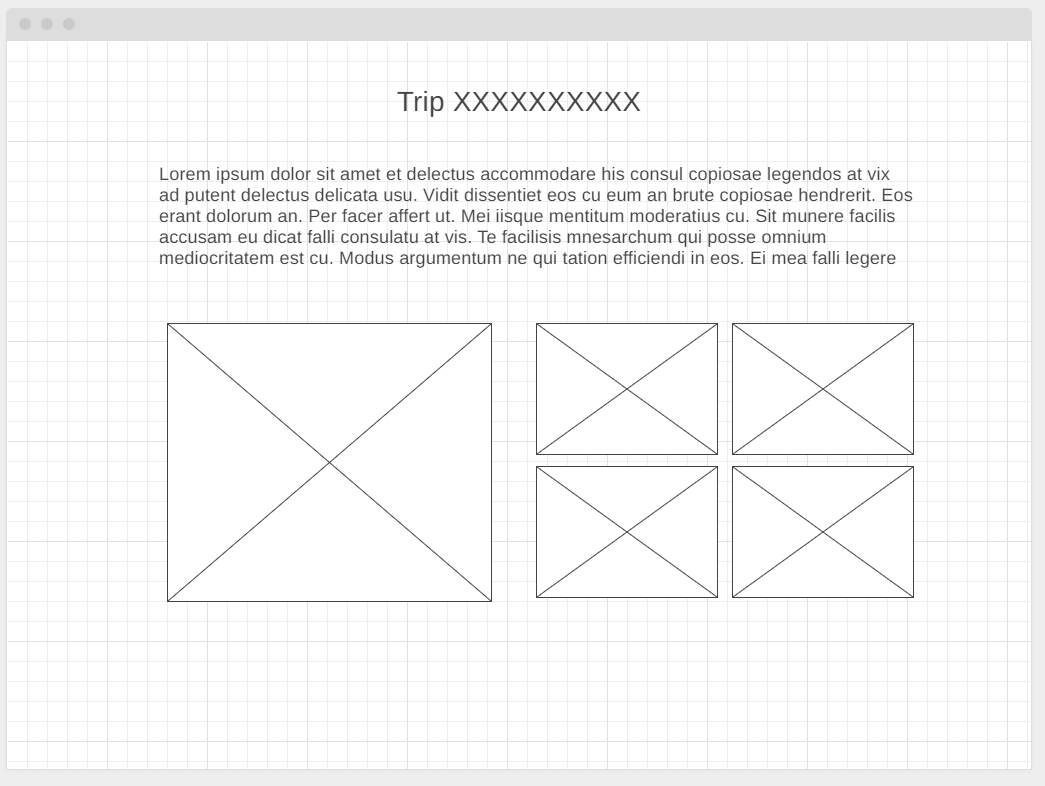 Trip XXXXXXXXXX
Lorem ipsum dolor sit amet et delectus accommodare his consul copiosae legendos at vix
ad putent delectus delicata usu. Vidit dissentiet eos cu eum an brute copiosae hendrerit. Eos
erant dolorum an. Per facer affert ut. Mei iisque mentitum moderatius cu. Sit munere facilis
accusam eu dicat falli consulatu at vis. Te facilisis mnesarchum qui posse omnium
mediocritatem est cu. Modus argumentum ne qui tation efficiendi in eos. Ei mea falli legere